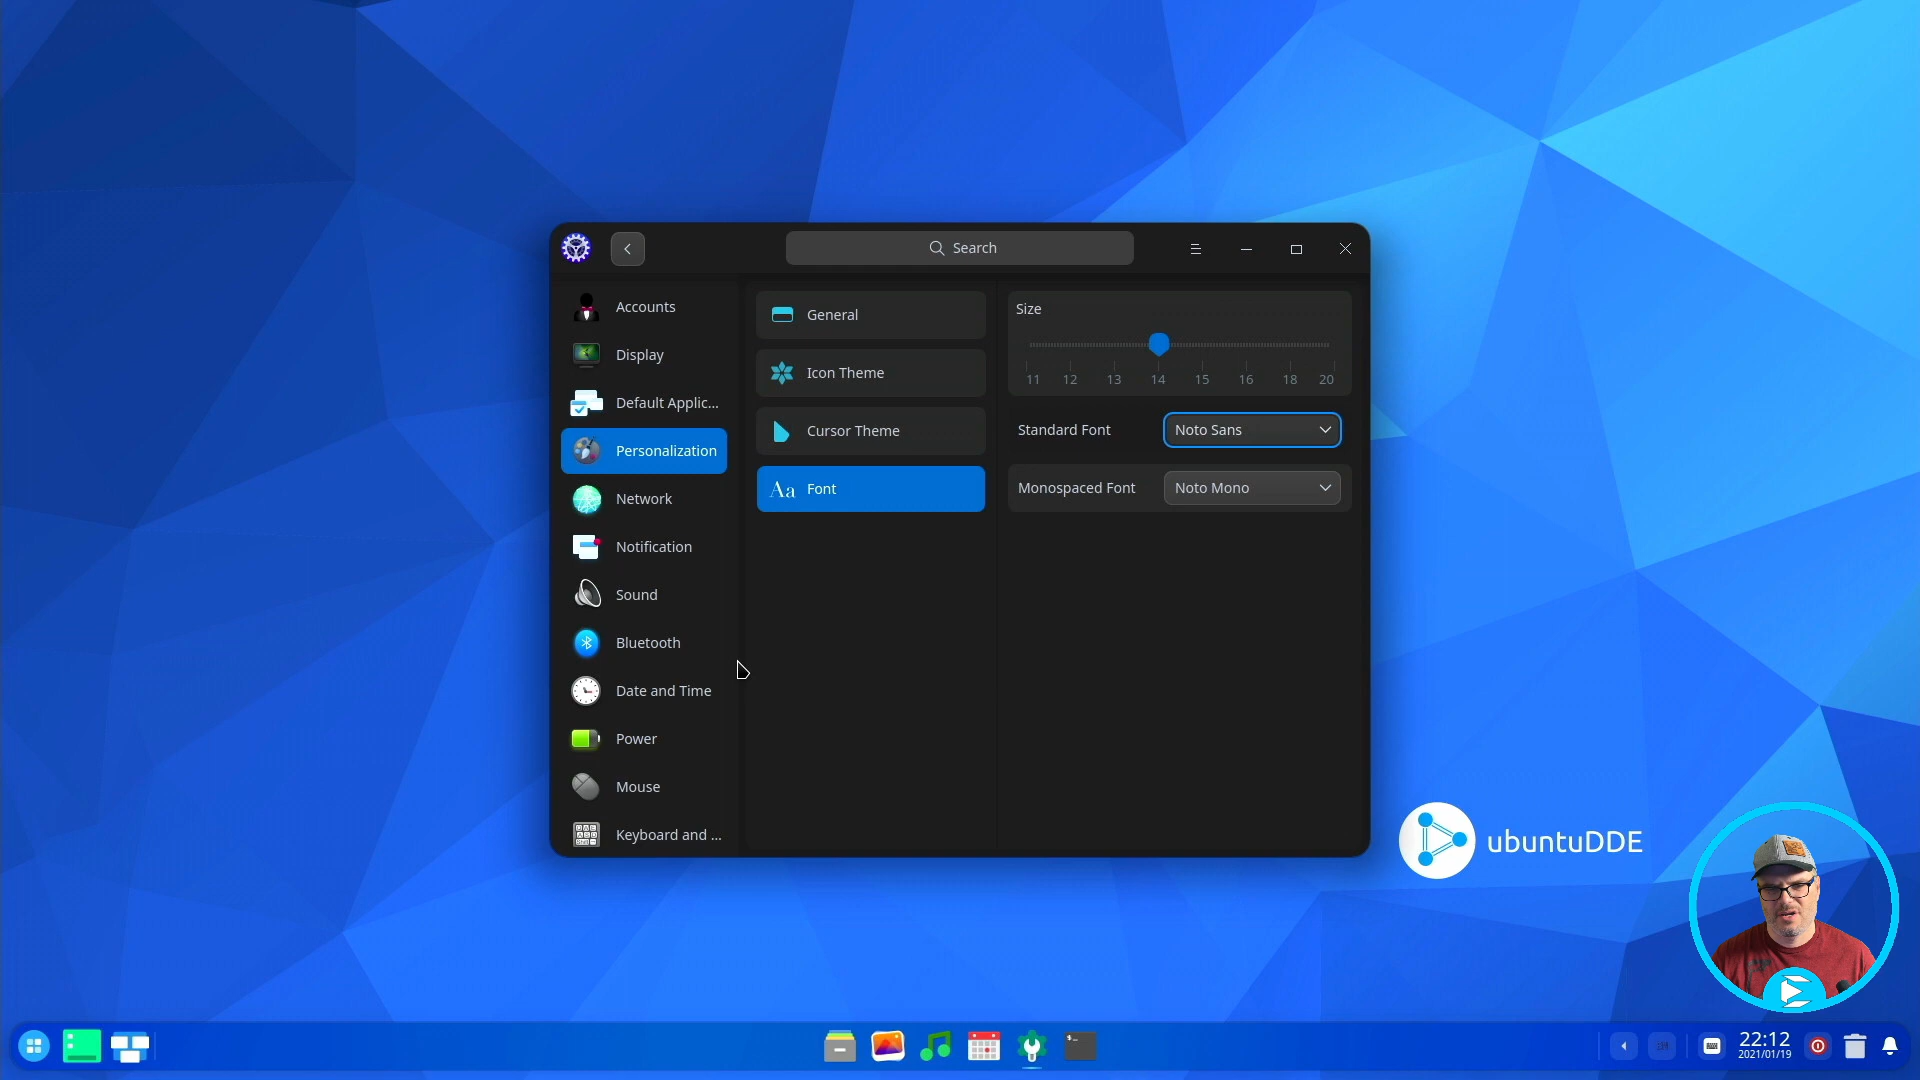 Search
Accounts
Display
Default Applic...
Personalization
Network
Notification
Sound
Bluetooth
Date and Time
Power
Mouse
Keyboard and ...
General
Icon Theme
Cursor Theme
Aa Font
Size
11 12 13 14 15 16 18 20
Standard Font Noto Sans
Monospaced Font Noto Mono
ubuntuDDE
22:12
2021/01/19